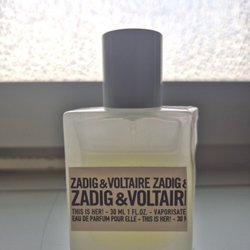 ZADIG & VOLTAIRE ZADIG &
ZADIG & VOLTAIRE
THIS IS HER! - 30 ML 1 FL.OZ. - VAPORISATE
EAU DE PARFUM POUR ELLE - THIS IS HER! - 30 M